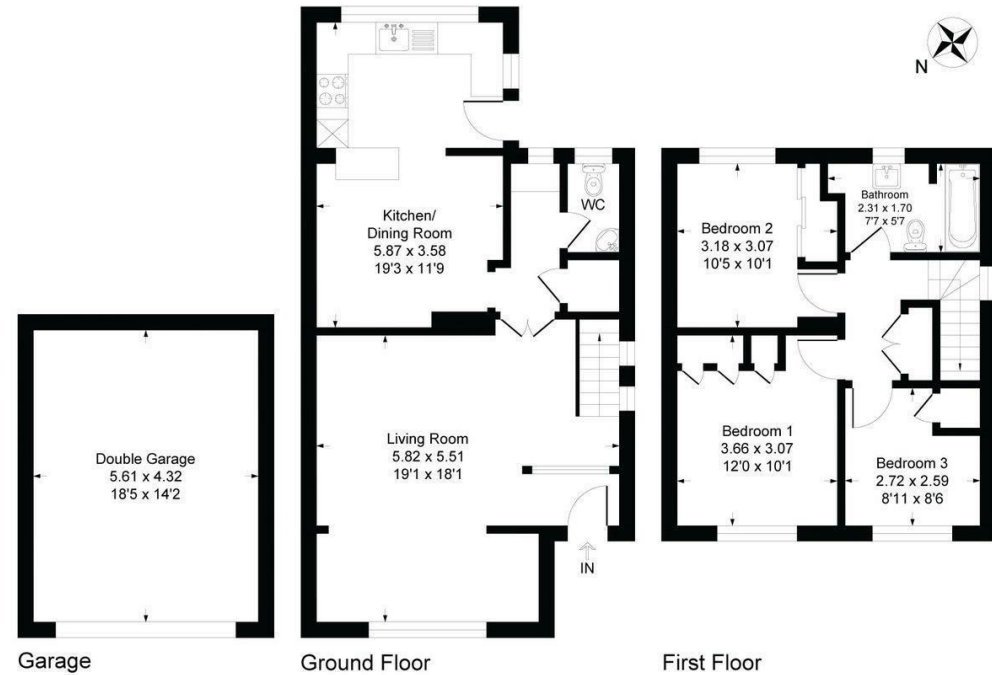 N
Kitchen/
Dining Room
5.87 x 3.58
19'3 x 11'9
WC
Living Room
5.82 x 5.51
19'1 x 18'1
IN
Double Garage
5.61 x 4.32
18'5 x 14'2
Bedroom 2
3.18 x 3.07
10'5 x 10'1
Bathroom
2.31 x 1.70
7'7 x 5'7
Bedroom 1
3.66 x 3.07
12'0 x 10'1
Bedroom 3
2.72 x 2.59
8'11 x 8'6
Garage
Ground Floor
First Floor